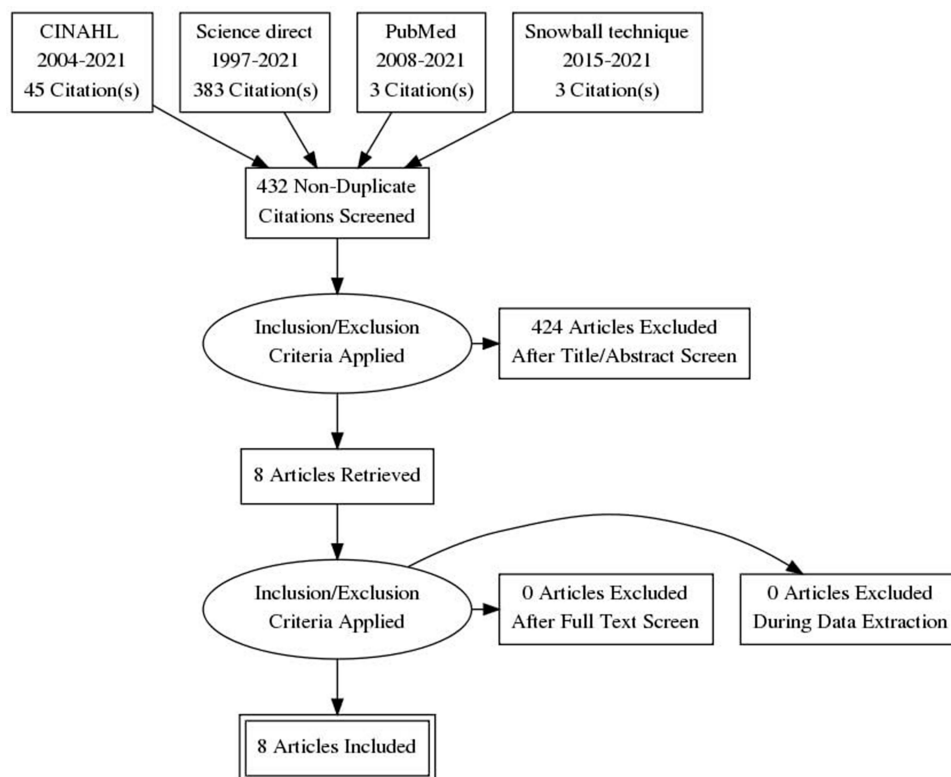 CINAHL
2004-2021
45 Citation(s)
Science direct
1997-2021
383 Citation(s)
PubMed
2008-2021
3 Citation(s)
Snowball technique
2015-2021
3 Citation(s)
432 Non-Duplicate
Citations Screened
Inclusion/Exclusion
Criteria Applied
424 Articles Excluded
After Title/Abstract Screen
8 Articles Retrieved
Inclusion/Exclusion
Criteria Applied
0 Articles Excluded
After Full Text Screen
0 Articles Excluded
During Data Extraction
8 Articles Included